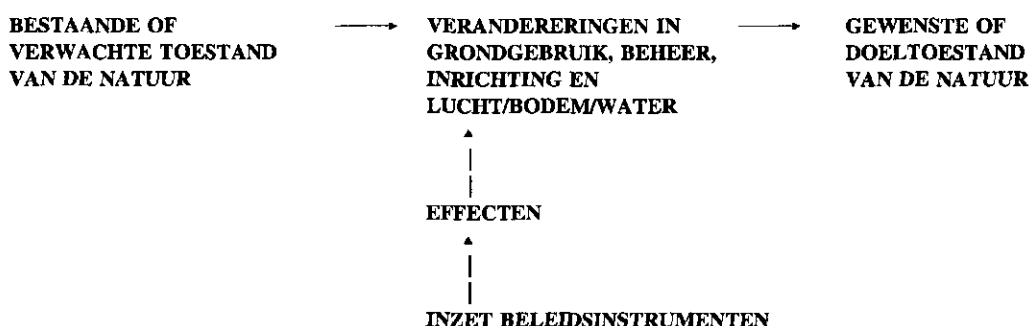 BESTAANDE OF
VERWACHTE TOESTAND
VAN DE NATUUR
VERANDERERINGEN IN
GRONDGEBRUIK, BEHEER,
INRICHTING EN
LUCHT/BODEM/WATER
GEWENSTE OF
DOELTOESTAND
VAN DE NATUUR
EFFECTEN
INZET BELEIDSINSTRUMENTEN